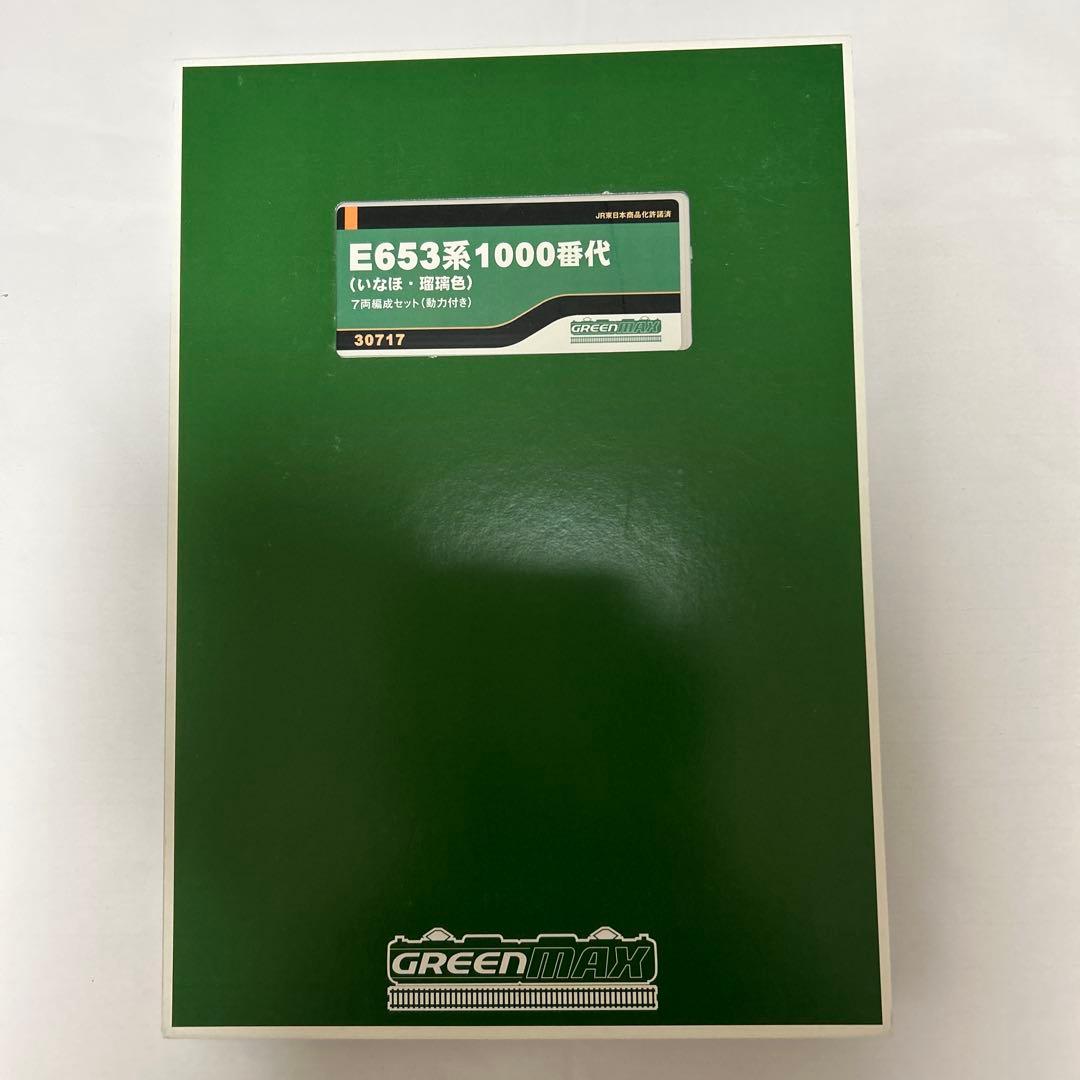 JR東日本商品化許諾済
E653系1000番代
(いなほ・瑠璃色)
7両編成セット(動力付き)
30717
GREENMAX
GREENMAX